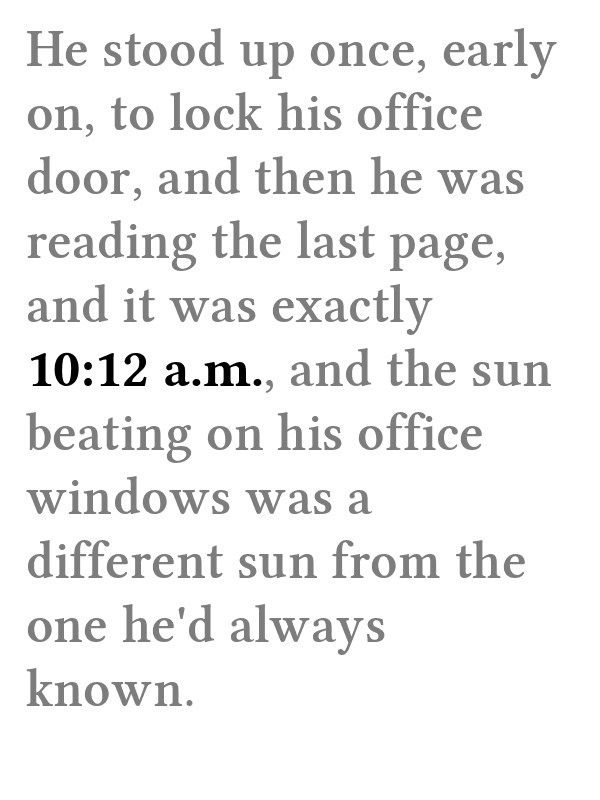 He stood up once, early
on, to lock his office
door, and then he was
reading the last page,
and it was exactly
10:12 a.m., and the sun
beating on his office
windows was a
different sun from the
one he'd always
known.